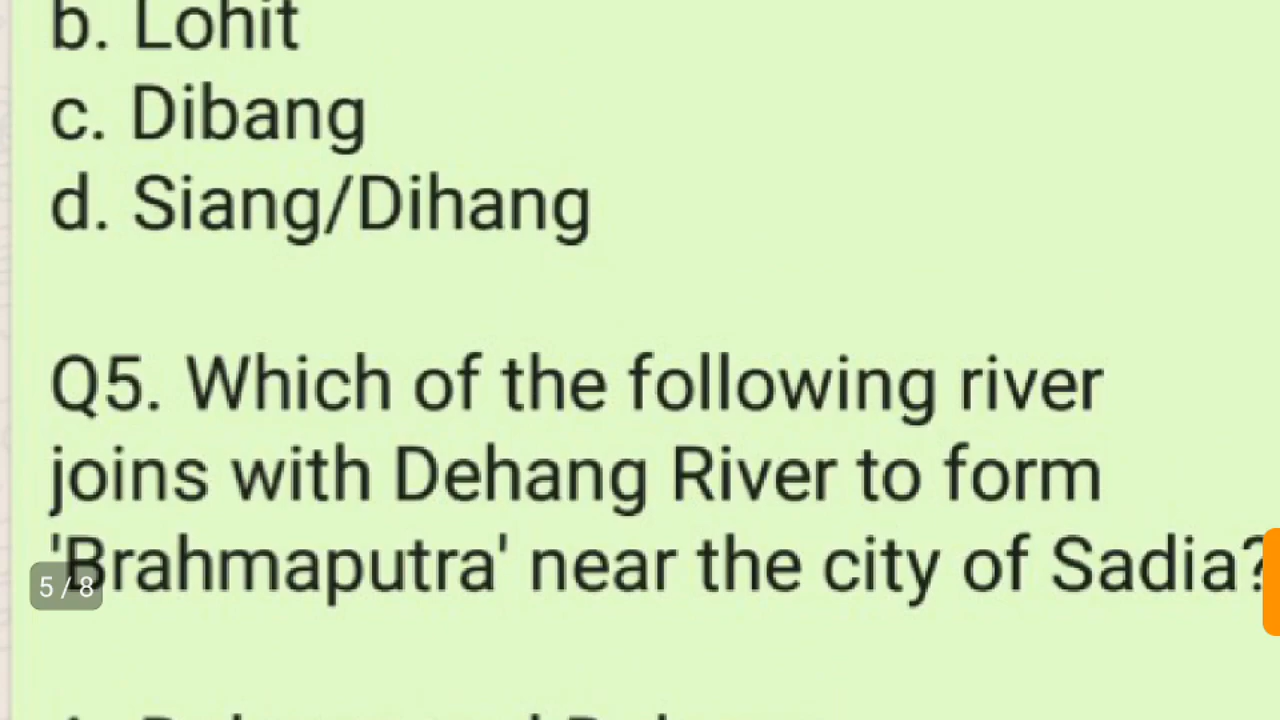 b. Lohit
c. Dibang
d. Siang/Dihang
Q5. Which of the following river
joins with Dehang River to form
'Brahmaputra' near the city of Sadia?
5 / 8